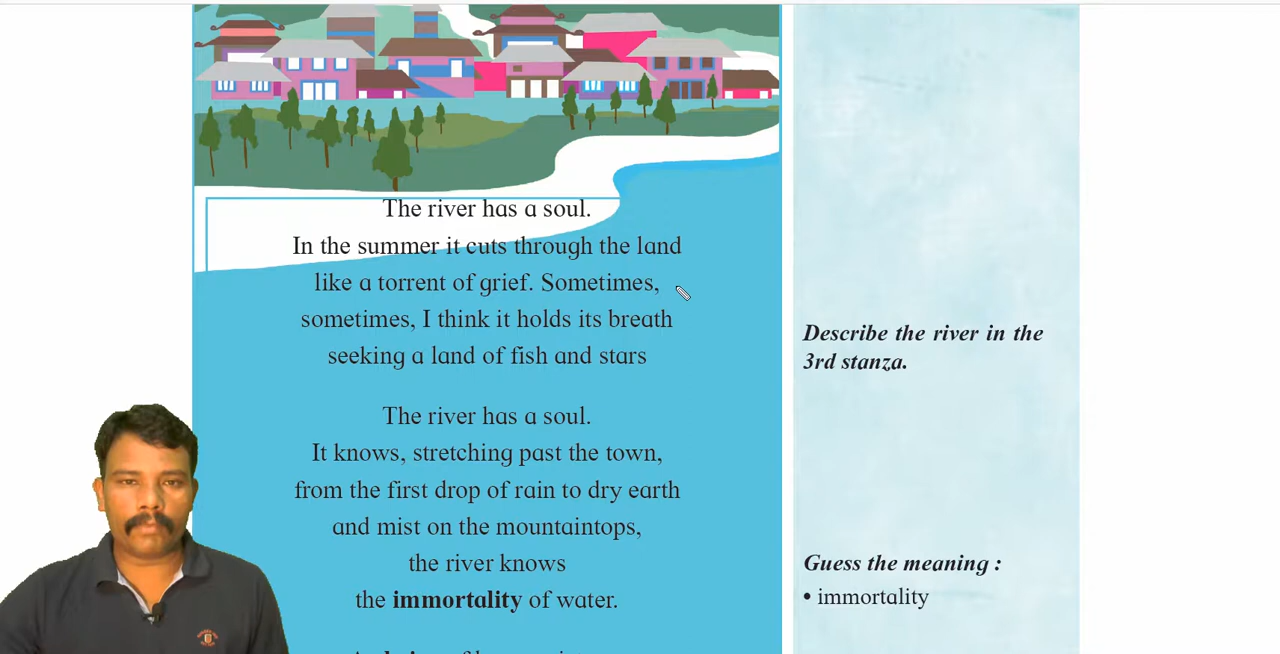 The river has a soul.
In the summer it cuts through the land
like a torrent of grief. Sometimes,
sometimes, I think it holds its breath
seeking a land of fish and stars
The river has a soul.
It knows, stretching past the town,
from the first drop of rain to dry earth
and mist on the mountaintops,
the river knows
the immortality of water.
Describe the river in the
3rd stanza.
Guess the meaning :
• immortality